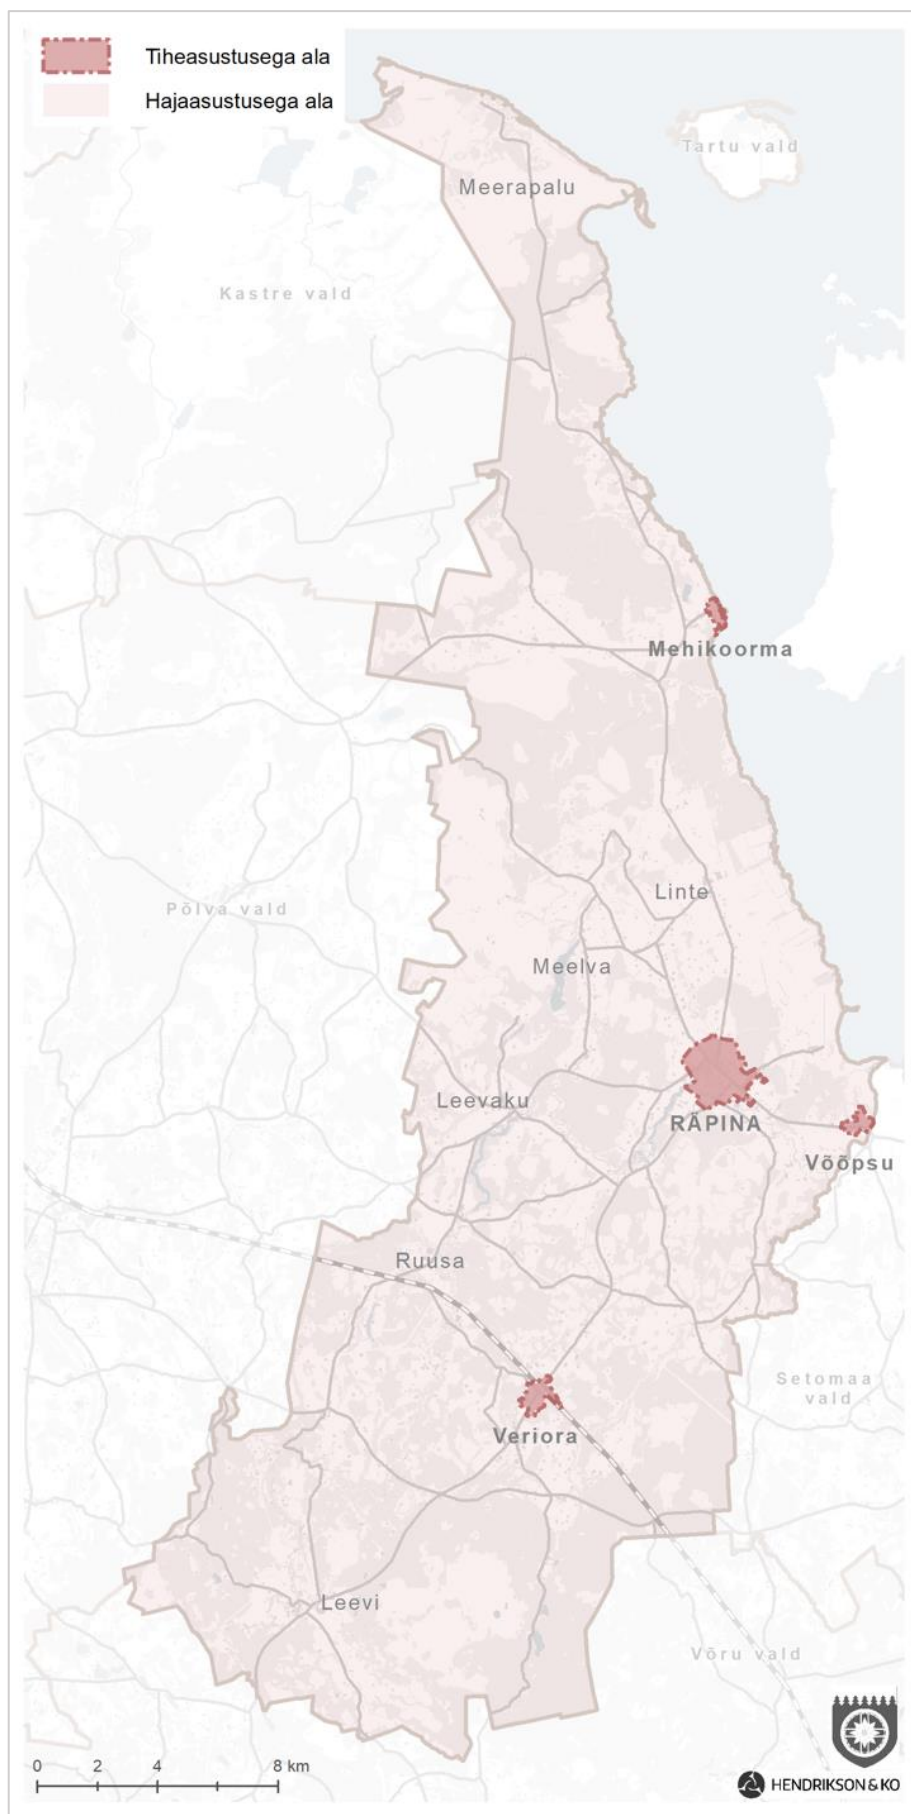 Tiheasustusega ala
Hajaasustusega ala
Tartu vald
Meerapalu
Kastre vald
Mehikoorma
Linte
Põlva vald
Meelva
Leevaku
RÄPINA
Võõpsu
Ruusa
Setomaa
vald
Veriora
Leevi
Võru vald
0 2 4 8 km
HENDRIKSON & KO